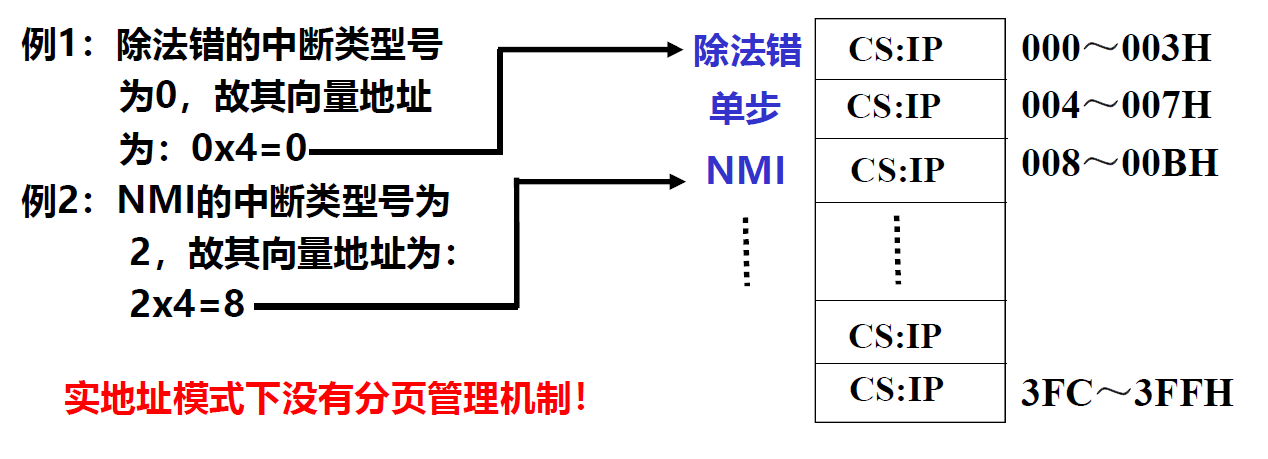 例1：除法错的中断类型号
为0，故其向量地址
为：0x4=0
例2：NMI的中断类型号为
2，故其向量地址为：
2x4=8
实地址模式下没有分页管理机制！
除法错 CS:IP 000～003H
单步 CS:IP 004～007H
NMI CS:IP 008～00BH
CS:IP
CS:IP 3FC～3FFH